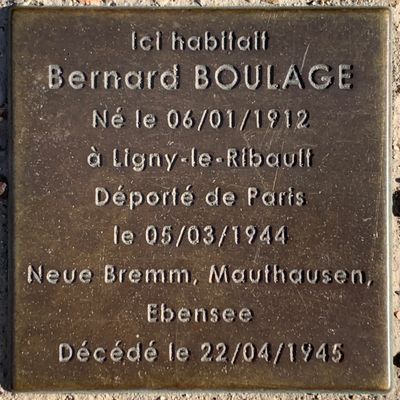 Ici habitait
Bernard BOULAGE
Né le 06/01/1912
à Ligny-le-Ribault
Déporté de Paris
le 05/03/1944
Neue Bremm, Mauthausen,
Ebensee
Décédé le 22/04/1945